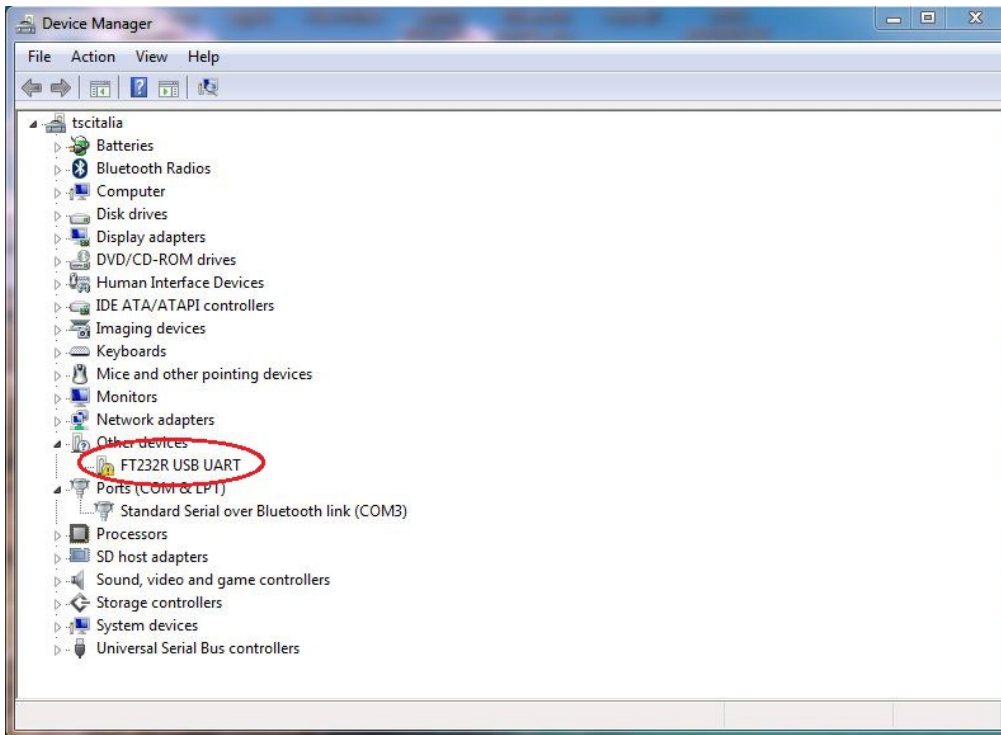 Device Manager
File Action View Help
tscitalia
Batteries
Bluetooth Radios
Computer
Disk drives
Display adapters
DVD/CD-ROM drives
Human Interface Devices
IDE ATA/ATAPI controllers
Imaging devices
Keyboards
Mice and other pointing devices
Monitors
Network adapters
Other devices
FT232R USB UART
Ports (COM & LPT)
Standard Serial over Bluetooth link (COM3)
Processors
SD host adapters
Sound, video and game controllers
Storage controllers
System devices
Universal Serial Bus controllers